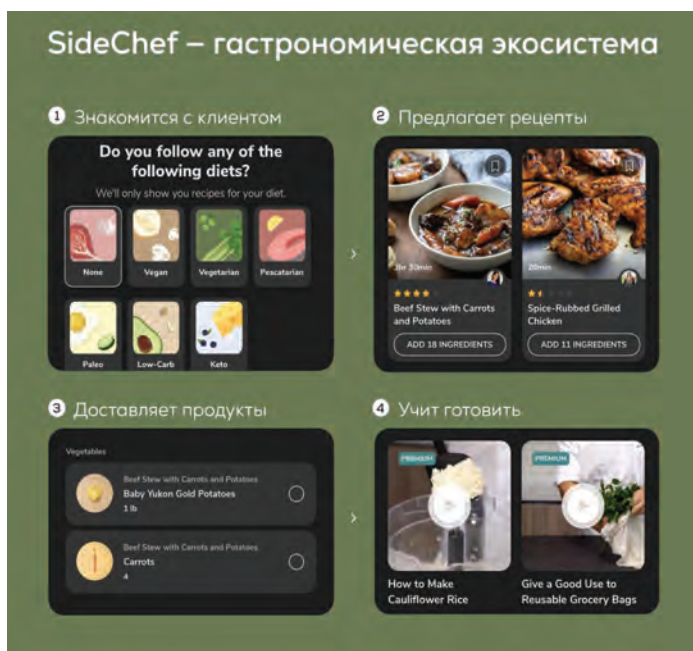 SideChef – гастрономическая экосистема
1 Знакомится с клиентом
Do you follow any of the
following diets?
We'll only show you recipes for your diet.
None
Vegan
Vegetarian
Pescatarian
Paleo
Low-Carb
Keto
2 Предлагает рецепты
1hr 30min
Beef Stew with Carrots
and Potatoes
ADD 18 INGREDIENTS
20min
Spice-Rubbed Grilled
Chicken
ADD 11 INGREDIENTS
3 Доставляет продукты
Vegetables
Beef Stew with Carrots and Potatoes
Baby Yukon Gold Potatoes
1 lb
Beef Stew with Carrots and Potatoes
Carrots
4
4 Учит готовить
PREMIUM
How to Make
Cauliflower Rice
PREMIUM
Give a Good Use to
Reusable Grocery Bags